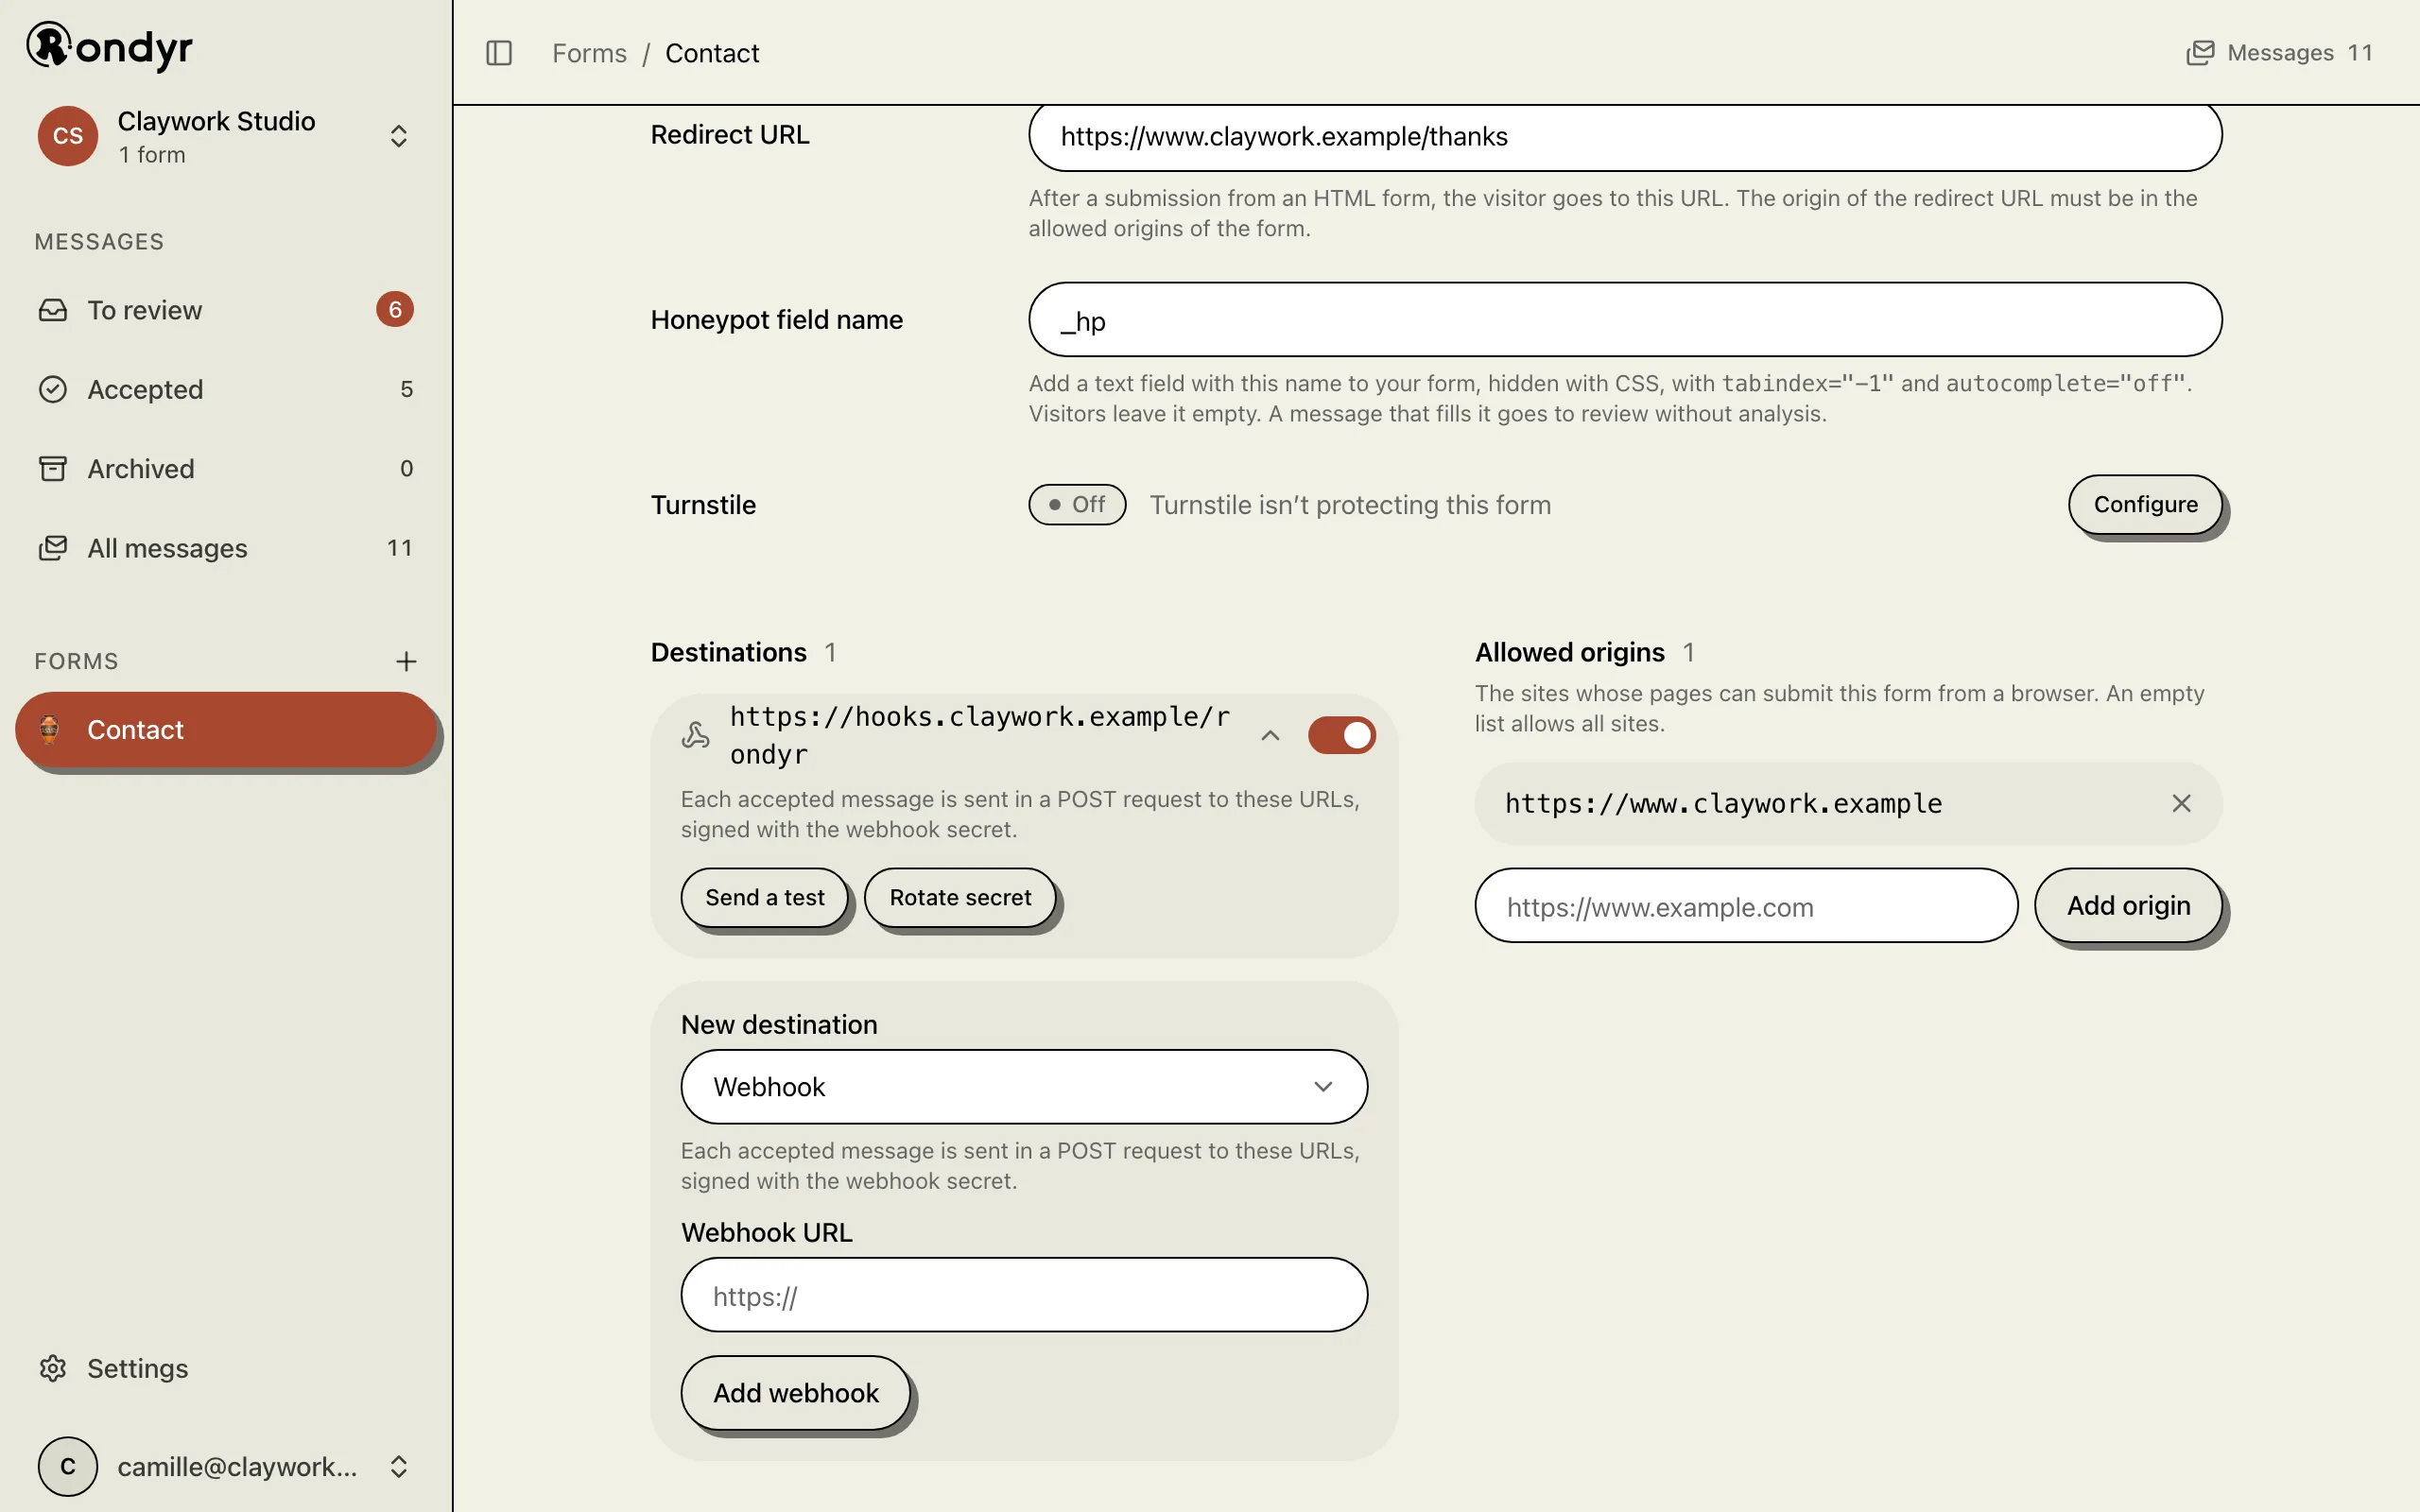 Rondyr
CS
Claywork Studio
1 form
MESSAGES
To review 6
Accepted 5
Archived 0
All messages 11
FORMS
Contact
Settings
C
camille@claywork...
Forms / Contact
Messages 11
Redirect URL
https://www.claywork.example/thanks
After a submission from an HTML form, the visitor goes to this URL. The origin of the redirect URL must be in the
allowed origins of the form.
Honeypot field name
_hp
Add a text field with this name to your form, hidden with CSS, with tabindex="-1" and autocomplete="off".
Visitors leave it empty. A message that fills it goes to review without analysis.
Turnstile
Off
Turnstile isn’t protecting this form
Configure
Destinations 1
https://hooks.claywork.example/r
ondyr
Each accepted message is sent in a POST request to these URLs,
signed with the webhook secret.
Send a test
Rotate secret
New destination
Webhook
Each accepted message is sent in a POST request to these URLs,
signed with the webhook secret.
Webhook URL
https://
Add webhook
Allowed origins 1
The sites whose pages can submit this form from a browser. An empty
list allows all sites.
https://www.claywork.example
https://www.example.com
Add origin